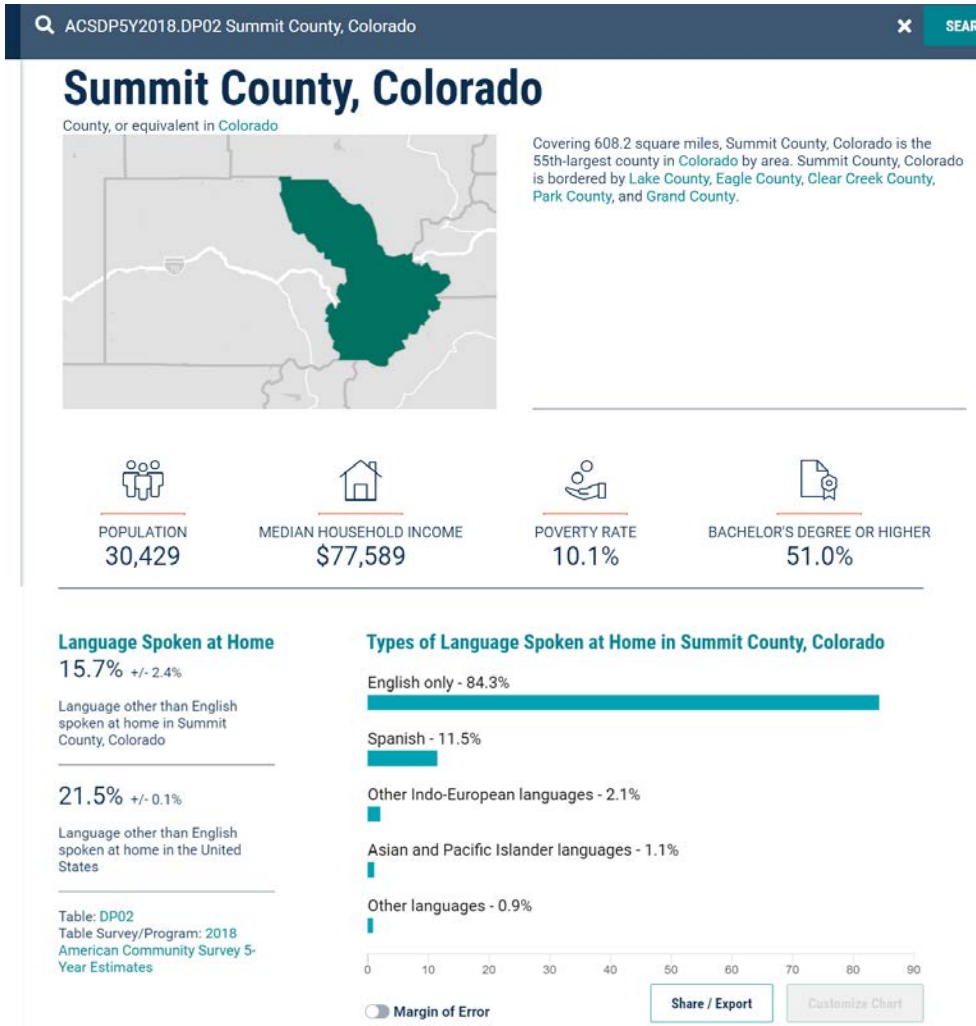 ACSDP5Y2018.DP02 Summit County, Colorado
Summit County, Colorado
County, or equivalent in Colorado
Covering 608.2 square miles, Summit County, Colorado is the
55th-largest county in Colorado by area. Summit County, Colorado
is bordered by Lake County, Eagle County, Clear Creek County,
Park County, and Grand County.
POPULATION
30,429
MEDIAN HOUSEHOLD INCOME
$77,589
POVERTY RATE
10.1%
BACHELOR'S DEGREE OR HIGHER
51.0%
Language Spoken at Home
15.7% +/- 2.4%
Language other than English
spoken at home in Summit
County, Colorado
21.5% +/- 0.1%
Language other than English
spoken at home in the United
States
Table: DP02
Table Survey/Program: 2018
American Community Survey 5-
Year Estimates
Types of Language Spoken at Home in Summit County, Colorado
English only - 84.3%
Spanish - 11.5%
Other Indo-European languages - 2.1%
Asian and Pacific Islander languages - 1.1%
Other languages - 0.9%
0 10 20 30 40 50 60 70 80 90
Margin of Error
Share / Export
Customize Chart